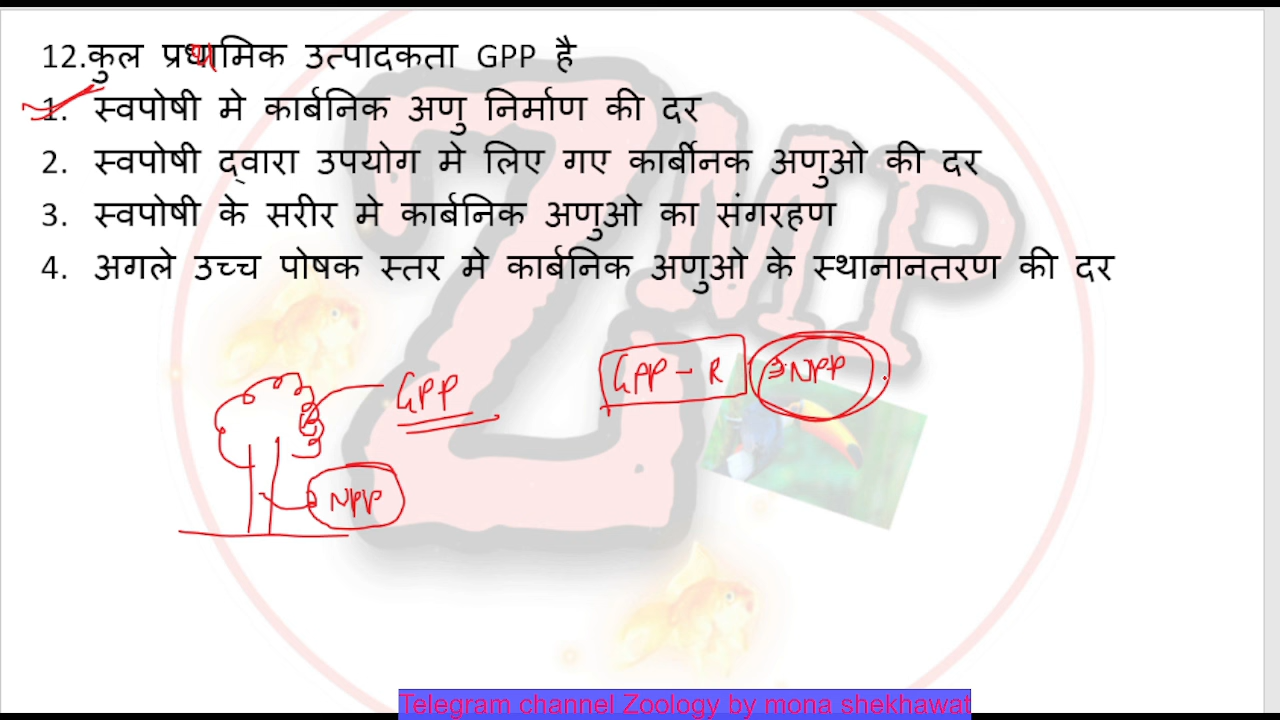 12.कुल प्रथामिक उत्पादकता GPP है
1. स्वपोषी मे कार्बनिक अणु निर्माण की दर
2. स्वपोषी द्वारा उपयोग मे लिए गए कार्बीनक अणुओ की दर
3. स्वपोषी के सरीर मे कार्बनिक अणुओ का संगरहण
4. अगले उच्च पोषक स्तर मे कार्बनिक अणुओ के स्थानानतरण की दर
ZMP
GPP
GPP - R = NPP
NPP
Telegram channel Zoology by mona shekhawat